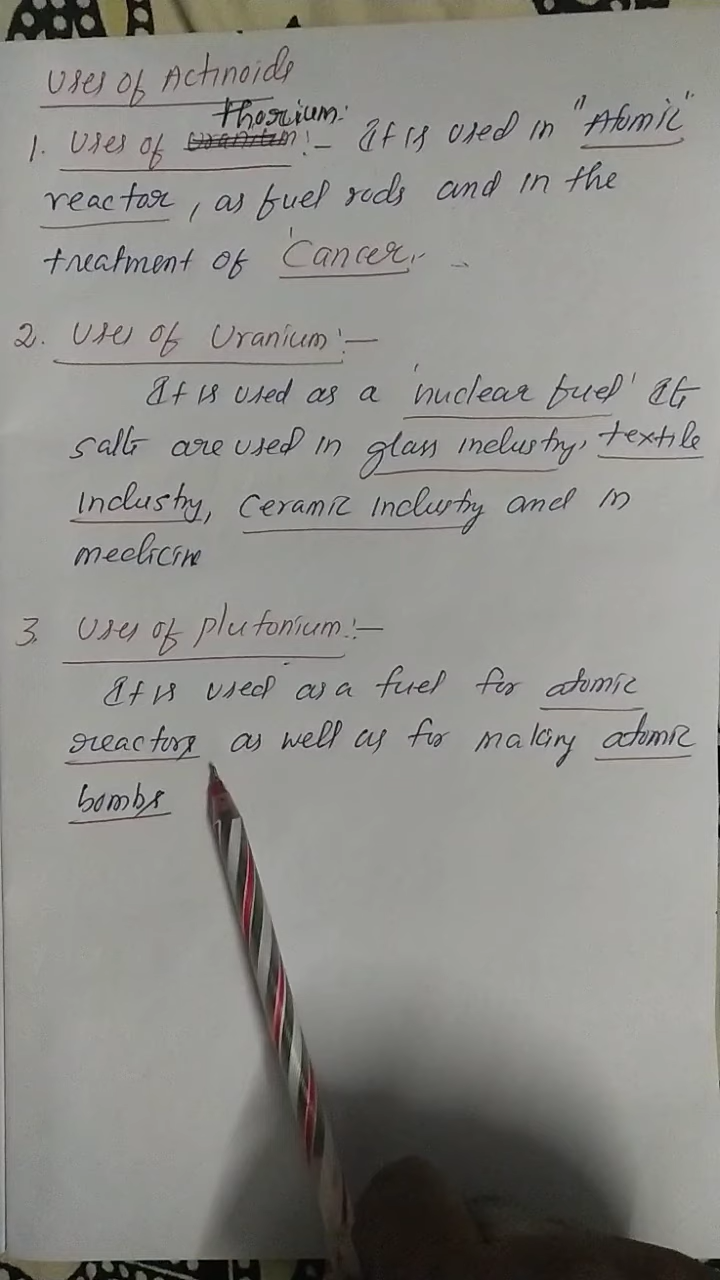 Uses of Actinoids
Thorium:
1. Uses of Uranium:- It is used in "Atomic"
reactor, as fuel rods and in the
treatment of 'Cancer.
2. Uses of Uranium:-
It is used as a 'nuclear fuel' Its
salts are used in glass industry, textile
industry, Ceramic industry and in
medicine
3. Uses of plutonium:-
It is used as a fuel for atomic
reactors as well as for making atomic
bombs